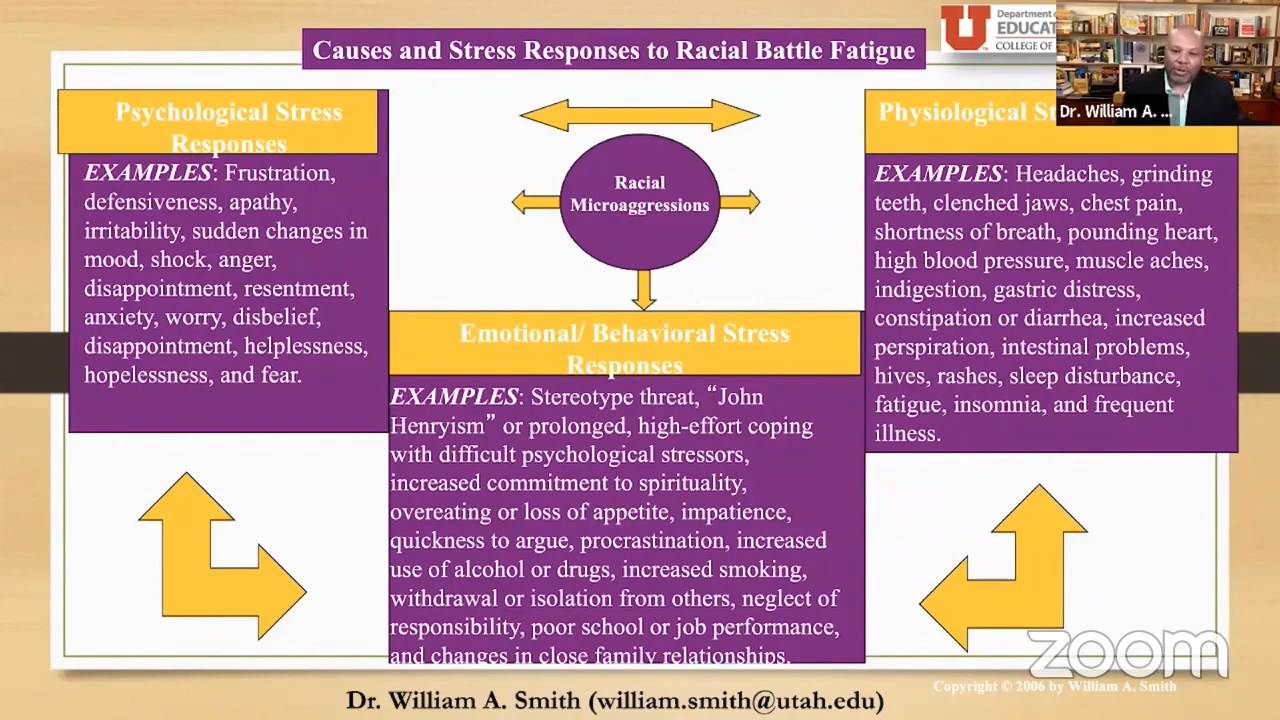 Causes and Stress Responses to Racial Battle Fatigue
U
Department
EDUCAT
COLLEGE OF
Dr. William A. ...
Psychological Stress
Responses
EXAMPLES: Frustration,
defensiveness, apathy,
irritability, sudden changes in
mood, shock, anger,
disappointment, resentment,
anxiety, worry, disbelief,
disappointment, helplessness,
hopelessness, and fear.
Racial
Microaggressions
Emotional/ Behavioral Stress
Responses
EXAMPLES: Stereotype threat, “John
Henryism” or prolonged, high-effort coping
with difficult psychological stressors,
increased commitment to spirituality,
overeating or loss of appetite, impatience,
quickness to argue, procrastination, increased
use of alcohol or drugs, increased smoking,
withdrawal or isolation from others, neglect of
responsibility, poor school or job performance,
and changes in close family relationships.
Physiological
EXAMPLES: Headaches, grinding
teeth, clenched jaws, chest pain,
shortness of breath, pounding heart,
high blood pressure, muscle aches,
indigestion, gastric distress,
constipation or diarrhea, increased
perspiration, intestinal problems,
hives, rashes, sleep disturbance,
fatigue, insomnia, and frequent
illness.
zoom
Copyright © 2006 by William A. Smith
Dr. William A. Smith (william.smith@utah.edu)